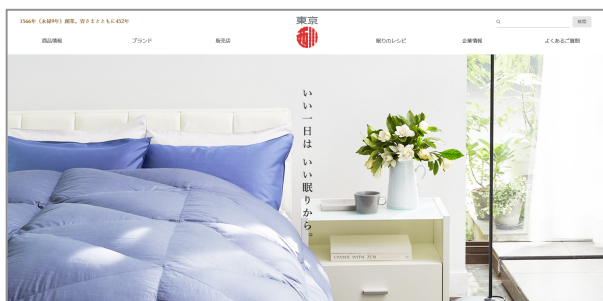 1566年（永禄9年）創業。皆さまとともに452年
東京
検索
商品情報
ブランド
販売店
眠りのレシピ
企業情報
よくあるご質問
いい一日は いい眠りから。
LIVING WITH ZEN